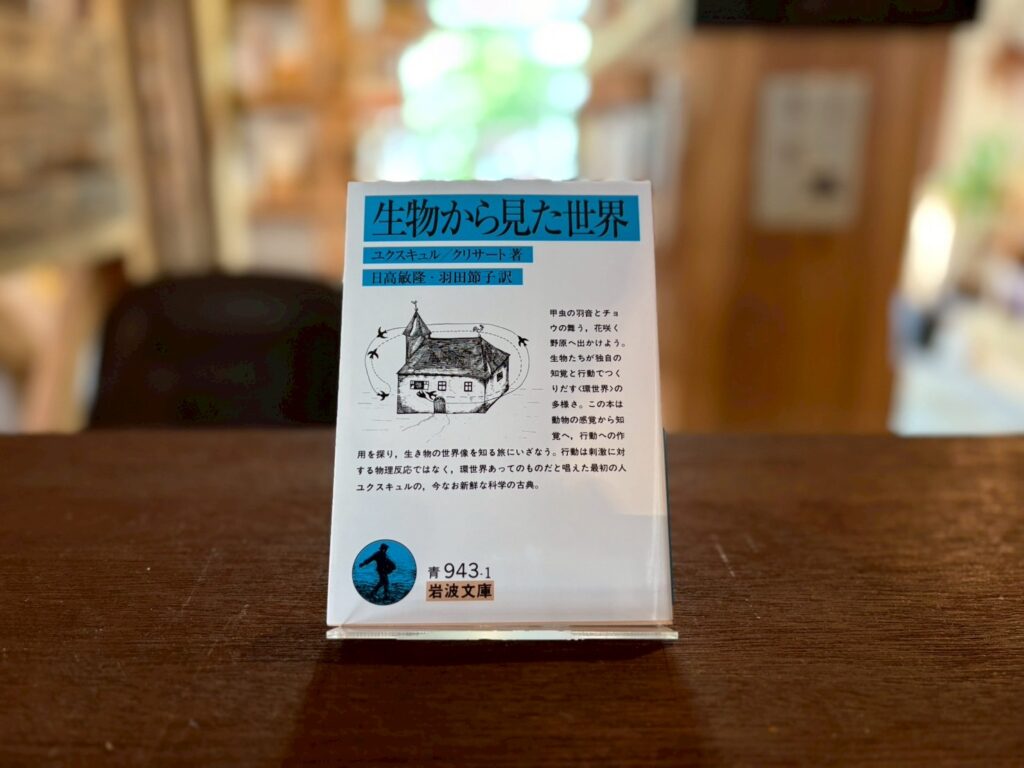 生物から見た世界
ユクスキュル/クリサート著
日高敏隆・羽田節子訳
甲虫の羽音とチョ
ウの舞う，花咲く
野原へ出かけよう。
生物たちが独自の
知覚と行動でつく
りだす〈環世界〉の
多様さ。この本は
動物の感覚から知
覚へ，行動への作
用を探り，生き物の世界像を知る旅にいざなう。行動は刺激に対
する物理反応ではなく，環世界あってのものだと唱えた最初の人
ユクスキュルの，今なお新鮮な科学の古典。
青 943-1
岩波文庫